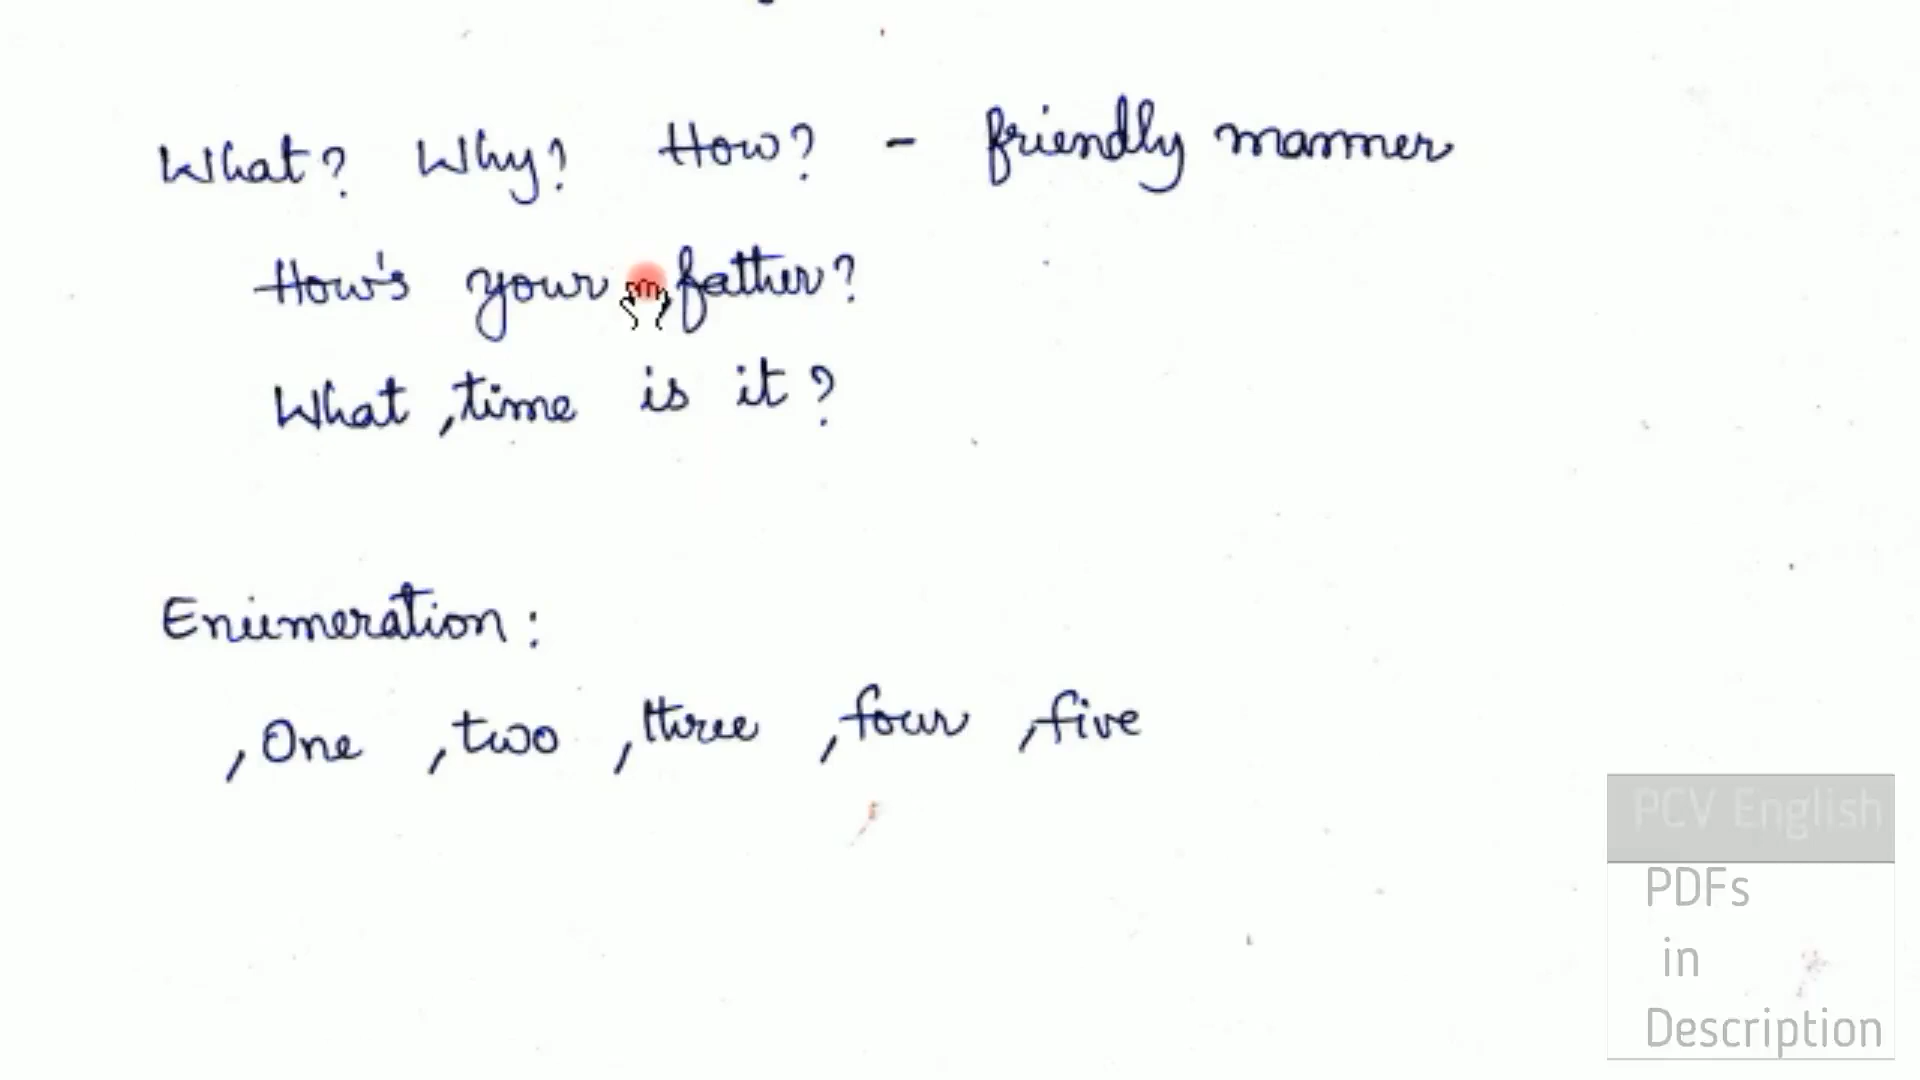 What? Why? How? - friendly manner
How's your father?
What ,time is it?
Enumeration:
,One ,two ,three ,four ,five
PCV English
PDFs
in
Description